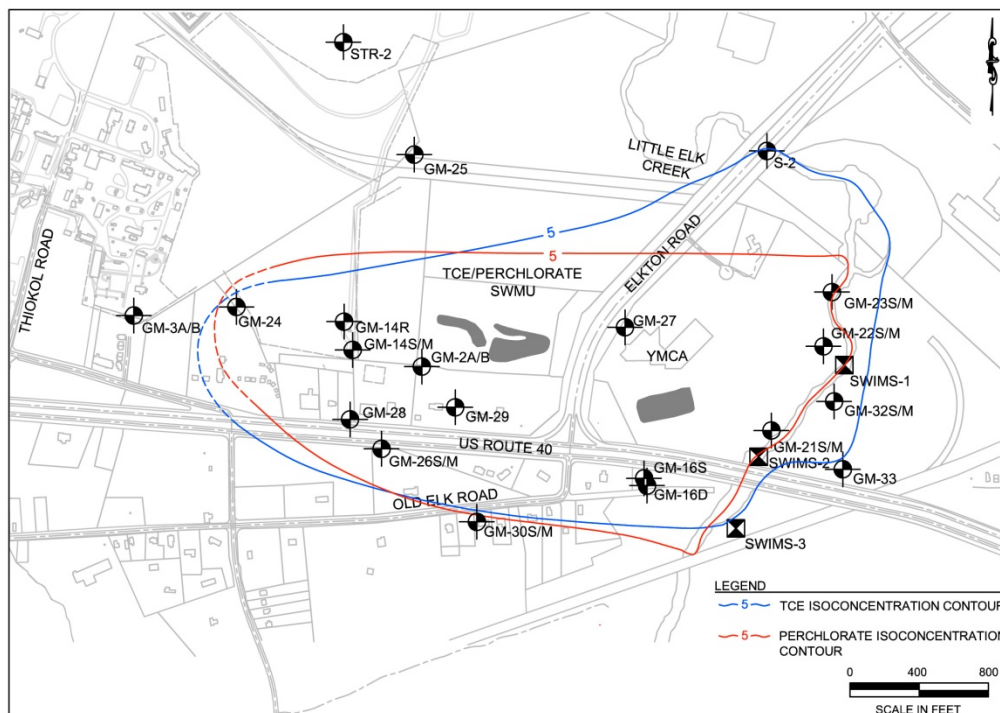 STR-2
GM-25
LITTLE ELK
CREEK
S-2
5
5
ELKTON ROAD
THIOKOL ROAD
TCE/PERCHLORATE
SWMU
GM-3A/B
GM-24
GM-14R
GM-14S/M
GM-2A/B
GM-27
YMCA
GM-23S/M
GM-22S/M
SWIMS-1
GM-32S/M
GM-28
GM-29
US ROUTE 40
GM-26S/M
GM-21S/M
SWIMS-2
GM-33
GM-16S
GM-16D
OLD ELK ROAD
GM-30S/M
SWIMS-3
LEGEND
5 TCE ISOCONCENTRATION CONTOUR
5 PERCHLORATE ISOCONCENTRATION
CONTOUR
0 400 800
SCALE IN FEET